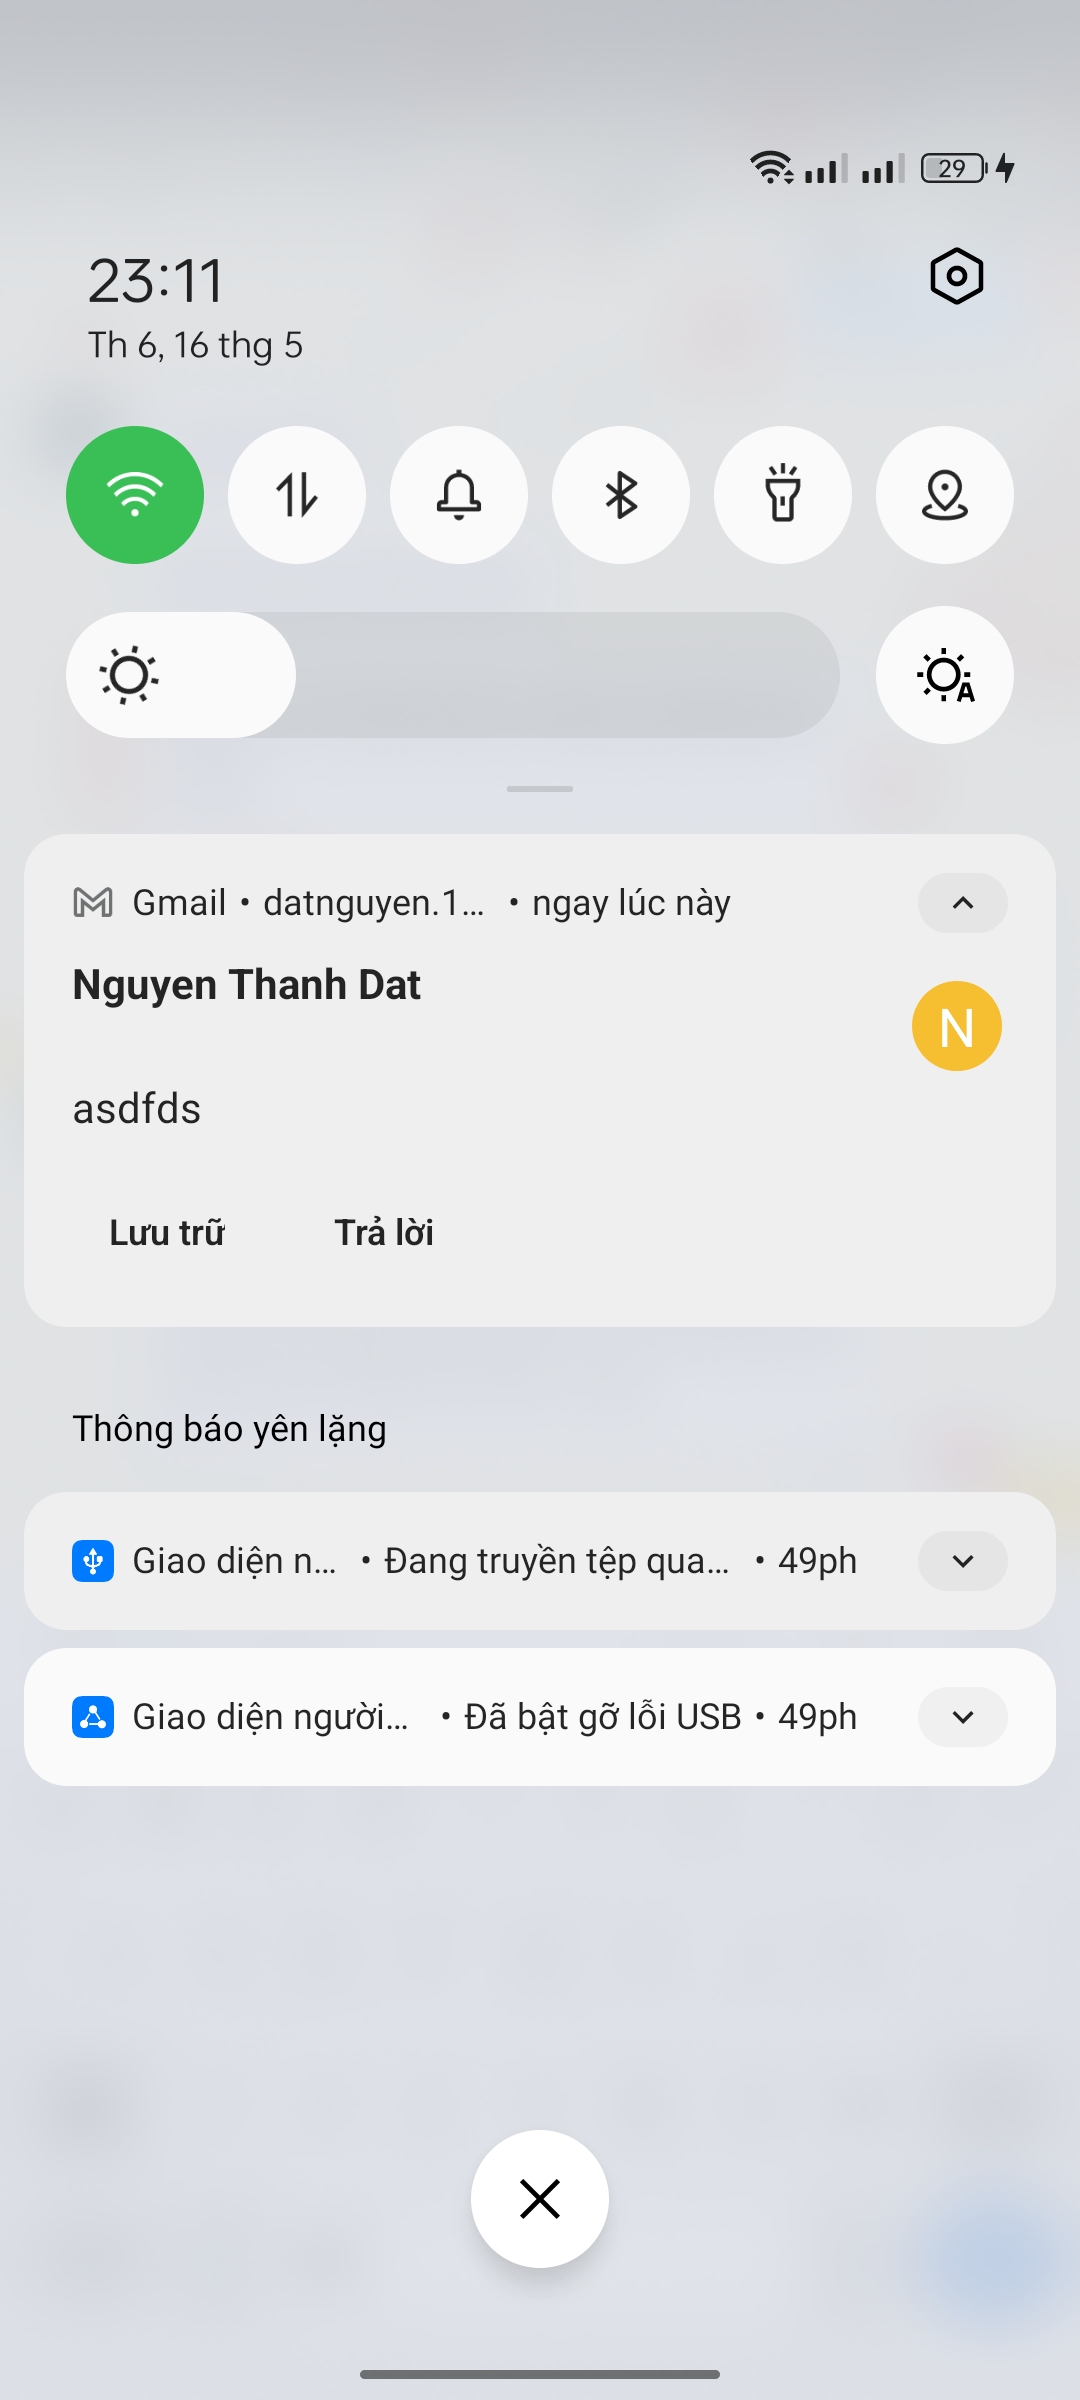 29
23:11
Th 6, 16 thg 5
A
Gmail • datnguyen.1... • ngay lúc này
Nguyen Thanh Dat
N
asdfds
Lưu trữ Trả lời
Thông báo yên lặng
Giao diện n... • Đang truyền tệp qua... • 49ph
Giao diện người... • Đã bật gỡ lỗi USB • 49ph